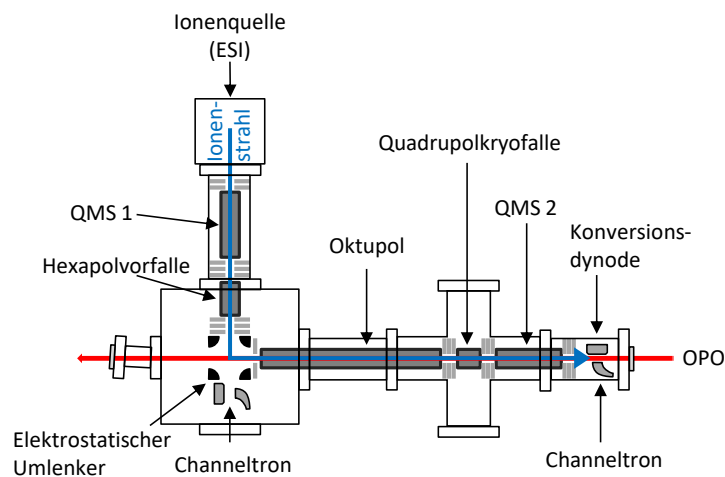 Ionenquelle
(ESI)
Ionen-
strahl
Quadrupolkryofalle
QMS 1
QMS 2
Konversions-
dynode
Oktupol
Hexapolvorfalle
OPO
Elektrostatischer
Umlenker
Channeltron
Channeltron